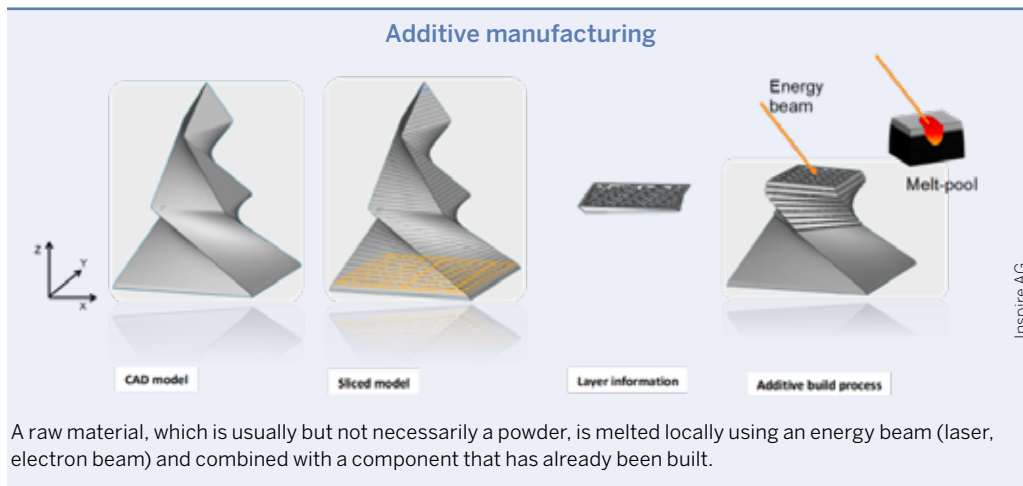 Additive manufacturing
Energy
beam
Melt-pool
Z
Y
X
Inspire AG
CAD model
Sliced model
Layer information
Additive build process
A raw material, which is usually but not necessarily a powder, is melted locally using an energy beam (laser,
electron beam) and combined with a component that has already been built.